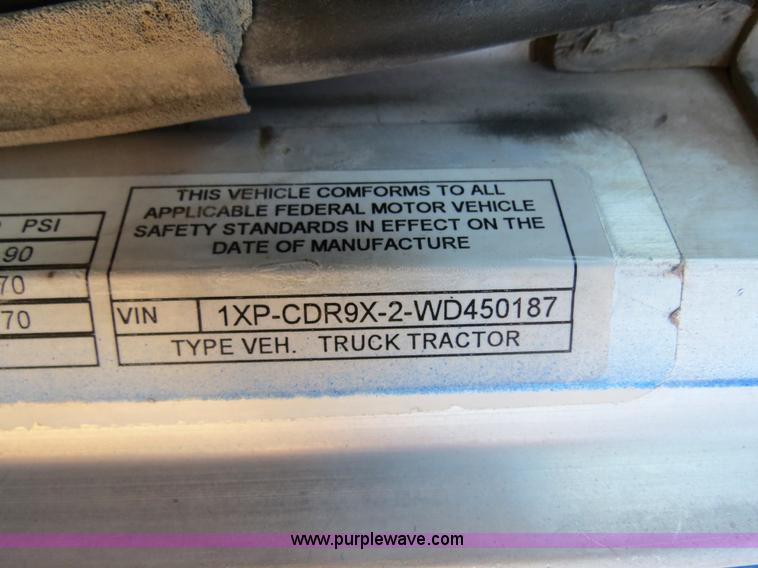 THIS VEHICLE COMFORMS TO ALL
APPLICABLE FEDERAL MOTOR VEHICLE
SAFETY STANDARDS IN EFFECT ON THE
DATE OF MANUFACTURE
PSI
90
70
70
VIN 1XP-CDR9X-2-WD450187
TYPE VEH. TRUCK TRACTOR
www.purplewave.com